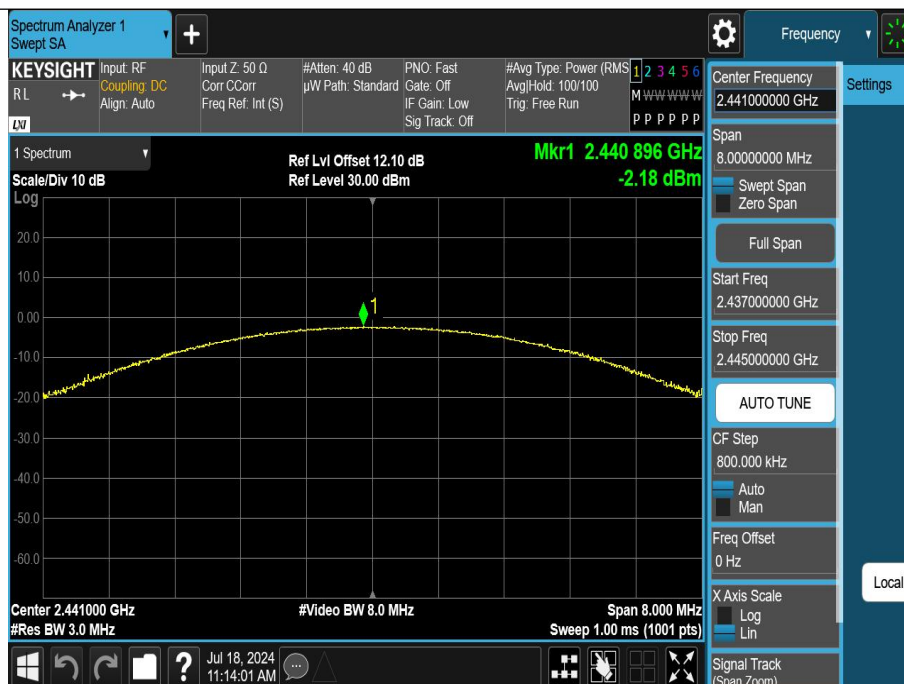 Spectrum Analyzer 1
Swept SA
Frequency
KEYSIGHT
RL
LXI
Input: RF
Coupling: DC
Align: Auto
Input Z: 50 Ω
Corr CCorr
Freq Ref: Int (S)
#Atten: 40 dB
µW Path: Standard
PNO: Fast
Gate: Off
IF Gain: Low
Sig Track: Off
#Avg Type: Power (RMS
Avg|Hold: 100/100
Trig: Free Run
1 2 3 4 5 6
M W W W W W
P P P P P P
1 Spectrum
Scale/Div 10 dB
Log
Ref Lvl Offset 12.10 dB
Ref Level 30.00 dBm
Mkr1 2.440 896 GHz
-2.18 dBm
20.0
10.0
0.00
-10.0
-20.0
-30.0
-40.0
-50.0
-60.0
1
Center 2.441000 GHz
#Res BW 3.0 MHz
#Video BW 8.0 MHz
Span 8.000 MHz
Sweep 1.00 ms (1001 pts)
?
Jul 18, 2024
11:14:01 AM
Center Frequency
2.441000000 GHz
Span
8.00000000 MHz
Swept Span
Zero Span
Full Span
Start Freq
2.437000000 GHz
Stop Freq
2.445000000 GHz
AUTO TUNE
CF Step
800.000 kHz
Auto
Man
Freq Offset
0 Hz
X Axis Scale
Log
Lin
Signal Track
(Span Zoom)
Settings
Local